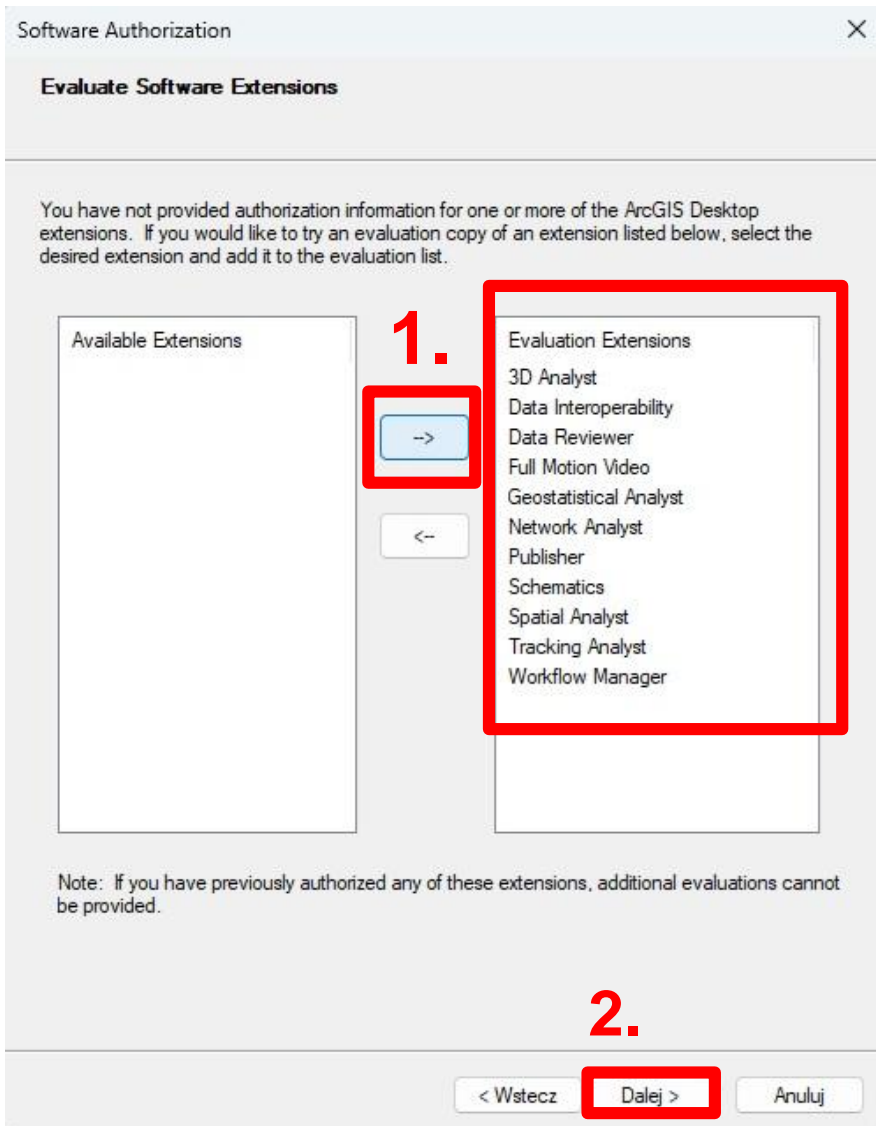 Software Authorization
Evaluate Software Extensions
You have not provided authorization information for one or more of the ArcGIS Desktop
extensions. If you would like to try an evaluation copy of an extension listed below, select the
desired extension and add it to the evaluation list.
Available Extensions
1.
-->
<--
Evaluation Extensions
3D Analyst
Data Interoperability
Data Reviewer
Full Motion Video
Geostatistical Analyst
Network Analyst
Publisher
Schematics
Spatial Analyst
Tracking Analyst
Workflow Manager
Note: If you have previously authorized any of these extensions, additional evaluations cannot
be provided.
2.
< Wstecz Dalej > Anuluj